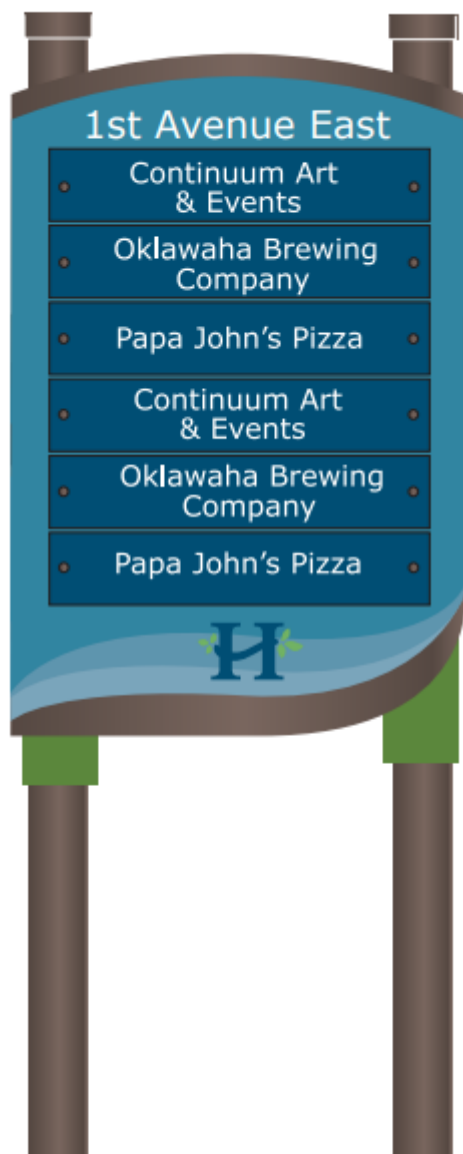 1st Avenue East
Continuum Art
& Events
Oklawaha Brewing
Company
Papa John's Pizza
Continuum Art
& Events
Oklawaha Brewing
Company
Papa John's Pizza
H